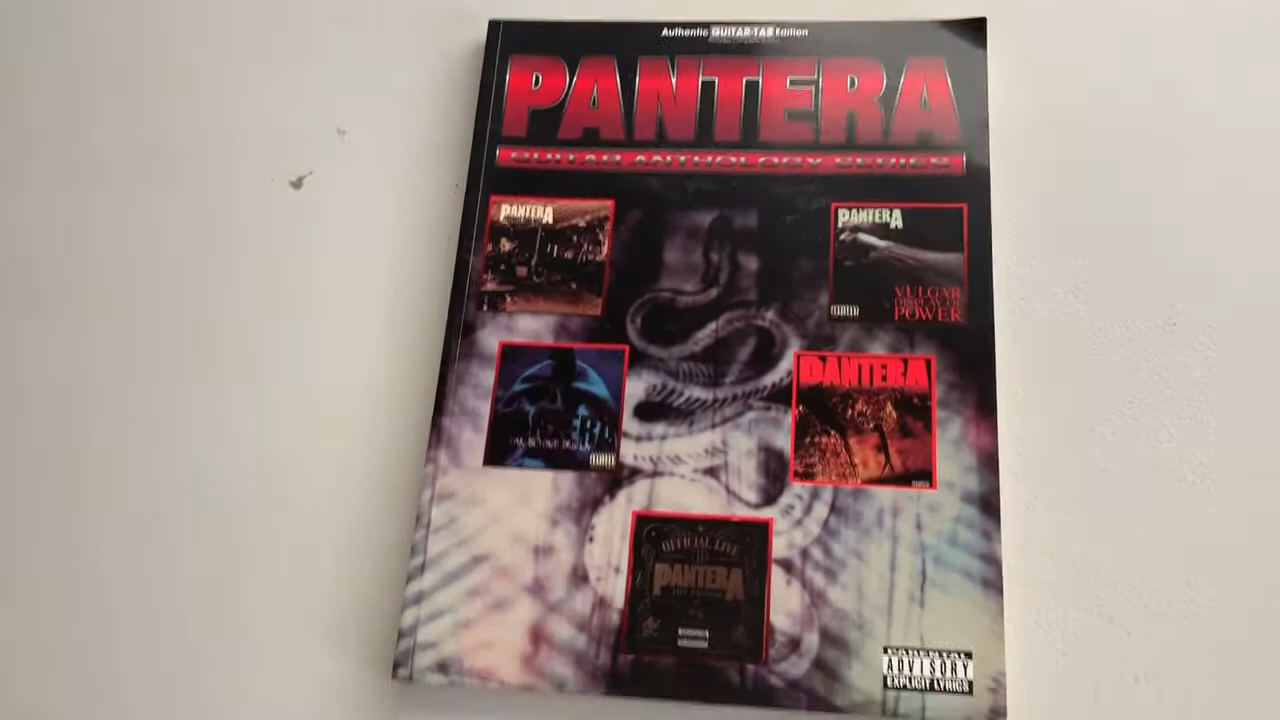 Authentic GUITAR-TAB Edition
PANTERA
GUITAR ANTHOLOGY SERIES
PANTERA
PANTERA
VULGAR
DISPLAY OF
POWER
PANTERA
OFFICIAL LIVE
PANTERA
PARENTAL
ADVISORY
EXPLICIT LYRICS